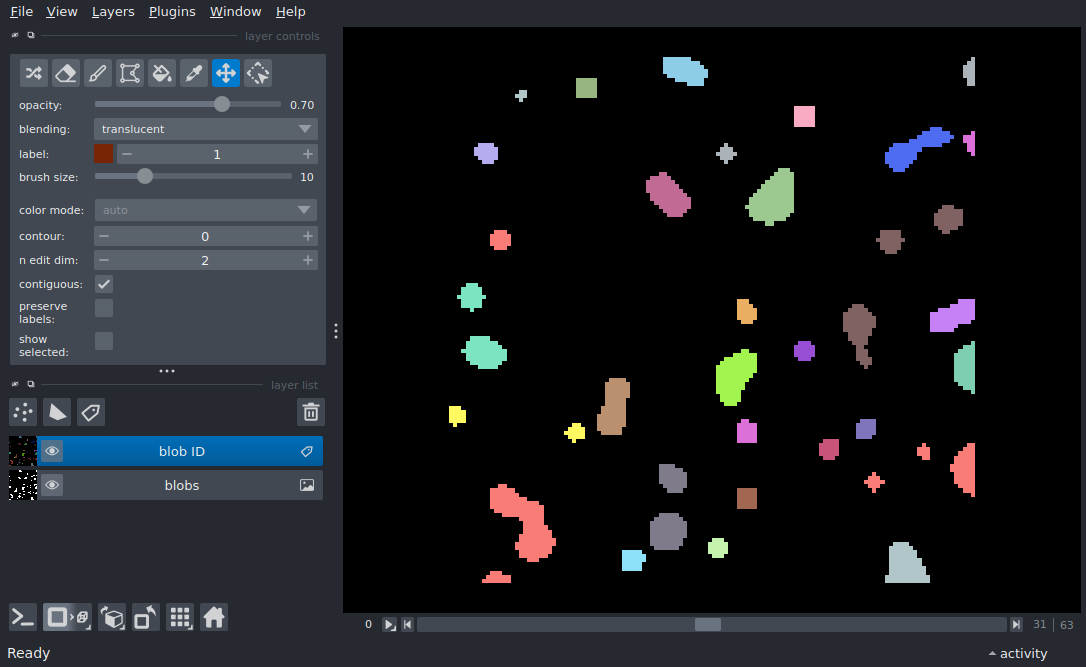 File View Layers Plugins Window Help
layer controls
opacity: 0.70
blending: translucent
label: 1
brush size: 10
color mode: auto
contour: 0
n edit dim: 2
contiguous:
preserve
labels:
show
selected:
layer list
blob ID
blobs
0 31 63
Ready activity